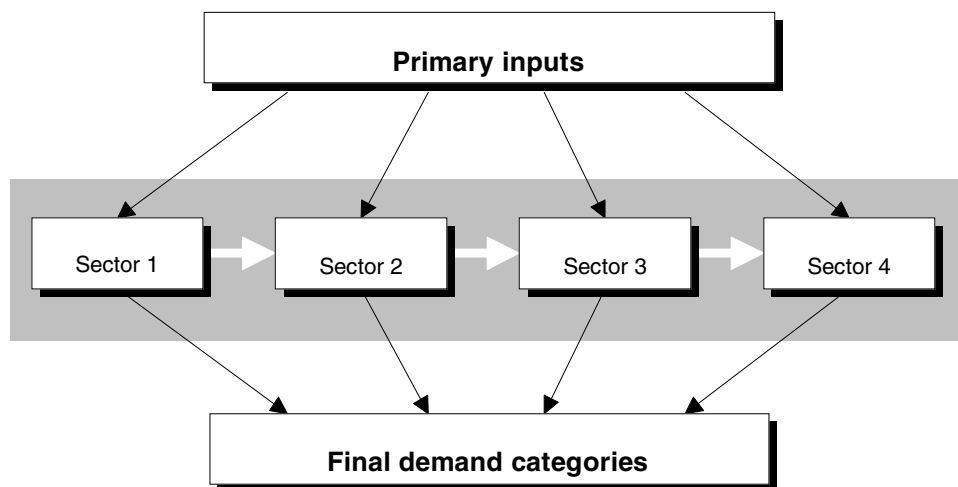 Primary inputs
Sector 1
Sector 2
Sector 3
Sector 4
Final demand categories